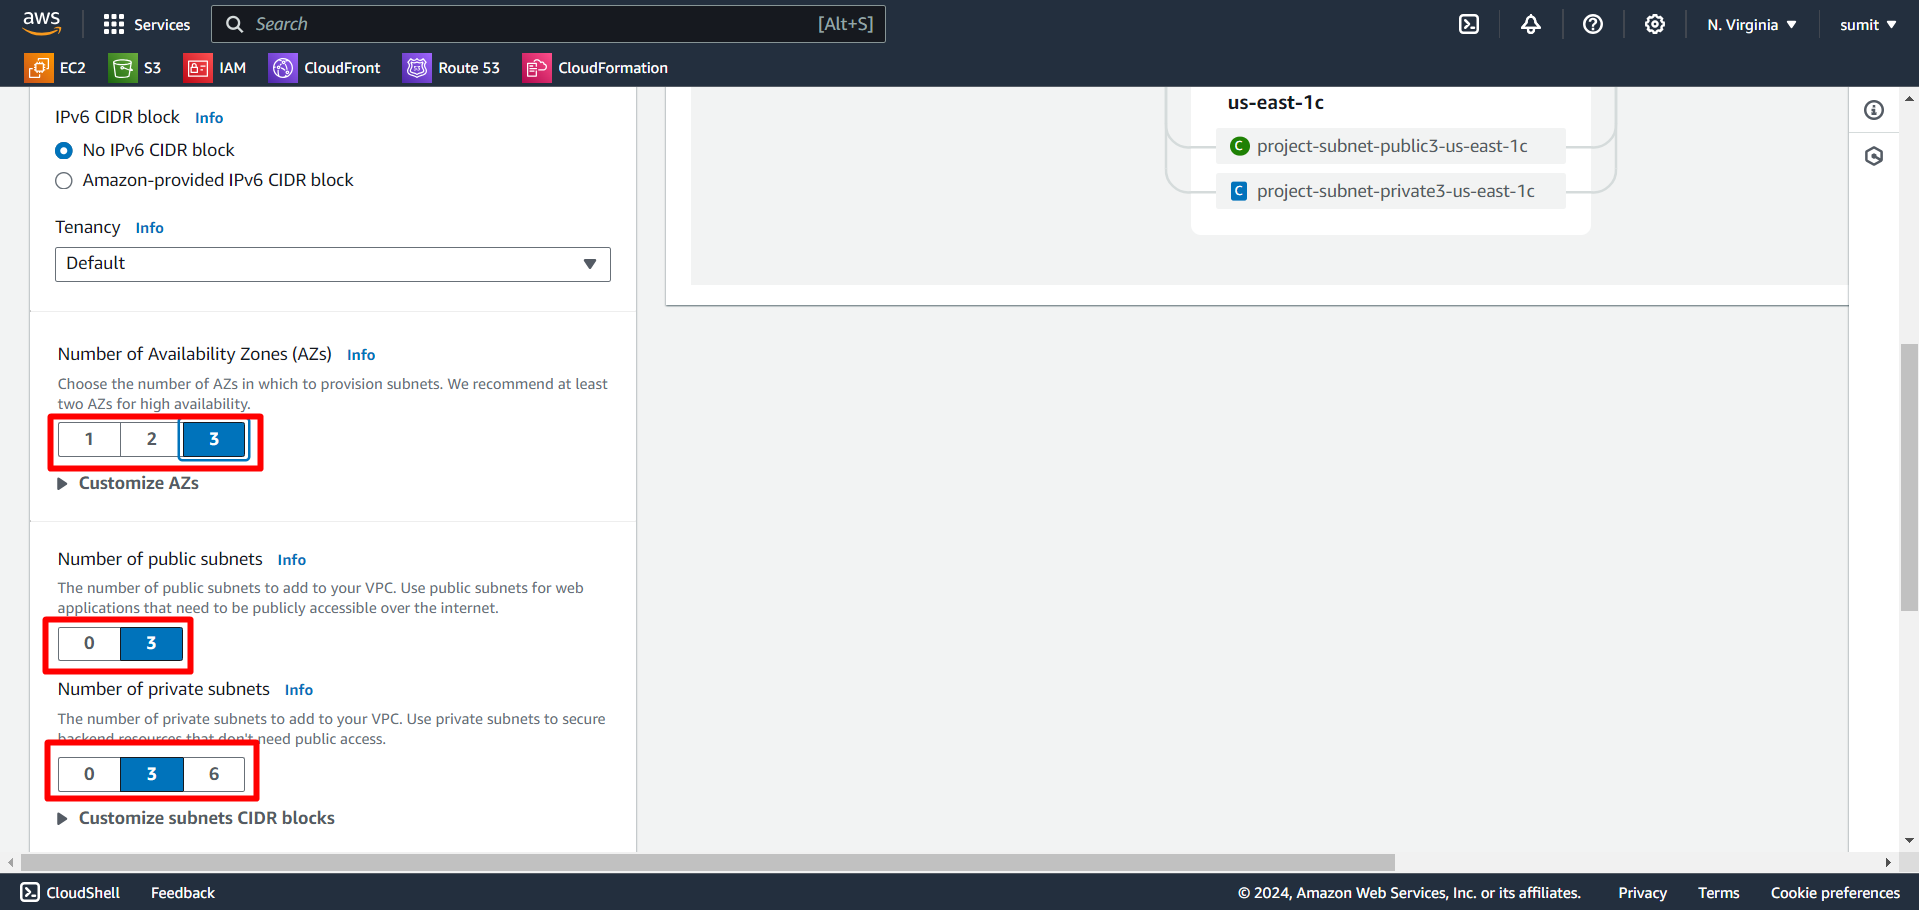 aws
Services
Search
[Alt+S]
N. Virginia
sumit
EC2
S3
IAM
CloudFront
53
Route 53
CloudFormation
IPv6 CIDR block Info
No IPv6 CIDR block
Amazon-provided IPv6 CIDR block
Tenancy Info
Default
Number of Availability Zones (AZs) Info
Choose the number of AZs in which to provision subnets. We recommend at least
two AZs for high availability.
1 2 3
Customize AZs
Number of public subnets Info
The number of public subnets to add to your VPC. Use public subnets for web
applications that need to be publicly accessible over the internet.
0 3
Number of private subnets Info
The number of private subnets to add to your VPC. Use private subnets to secure
backend resources that don't need public access.
0 3 6
Customize subnets CIDR blocks
us-east-1c
C project-subnet-public3-us-east-1c
C project-subnet-private3-us-east-1c
CloudShell
Feedback
© 2024, Amazon Web Services, Inc. or its affiliates.
Privacy
Terms
Cookie preferences